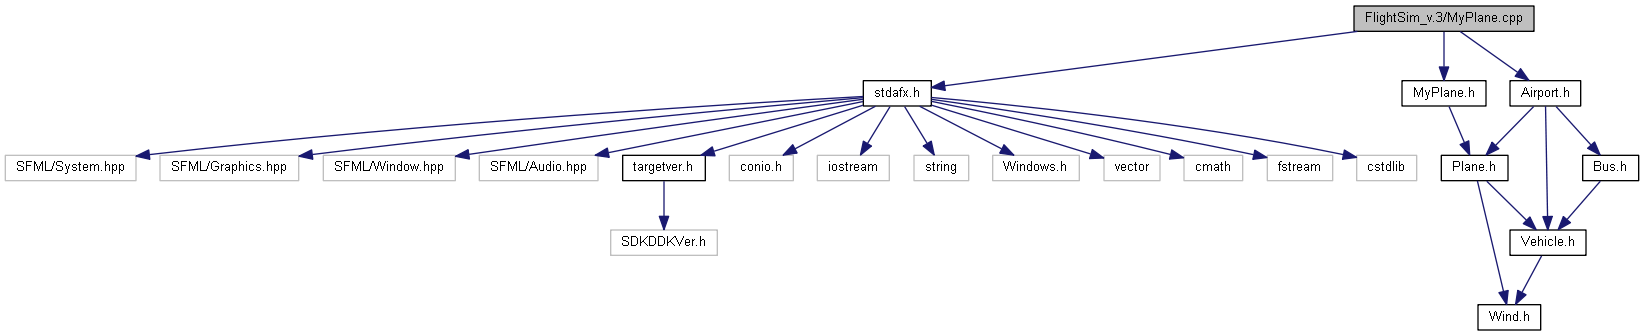 FlightSim_v.3/MyPlane.cpp
stdafx.h
MyPlane.h
Airport.h
SFML/System.hpp
SFML/Graphics.hpp
SFML/Window.hpp
SFML/Audio.hpp
targetver.h
conio.h
iostream
string
Windows.h
vector
cmath
fstream
cstdlib
Plane.h
Bus.h
SDKDDKVer.h
Vehicle.h
Wind.h